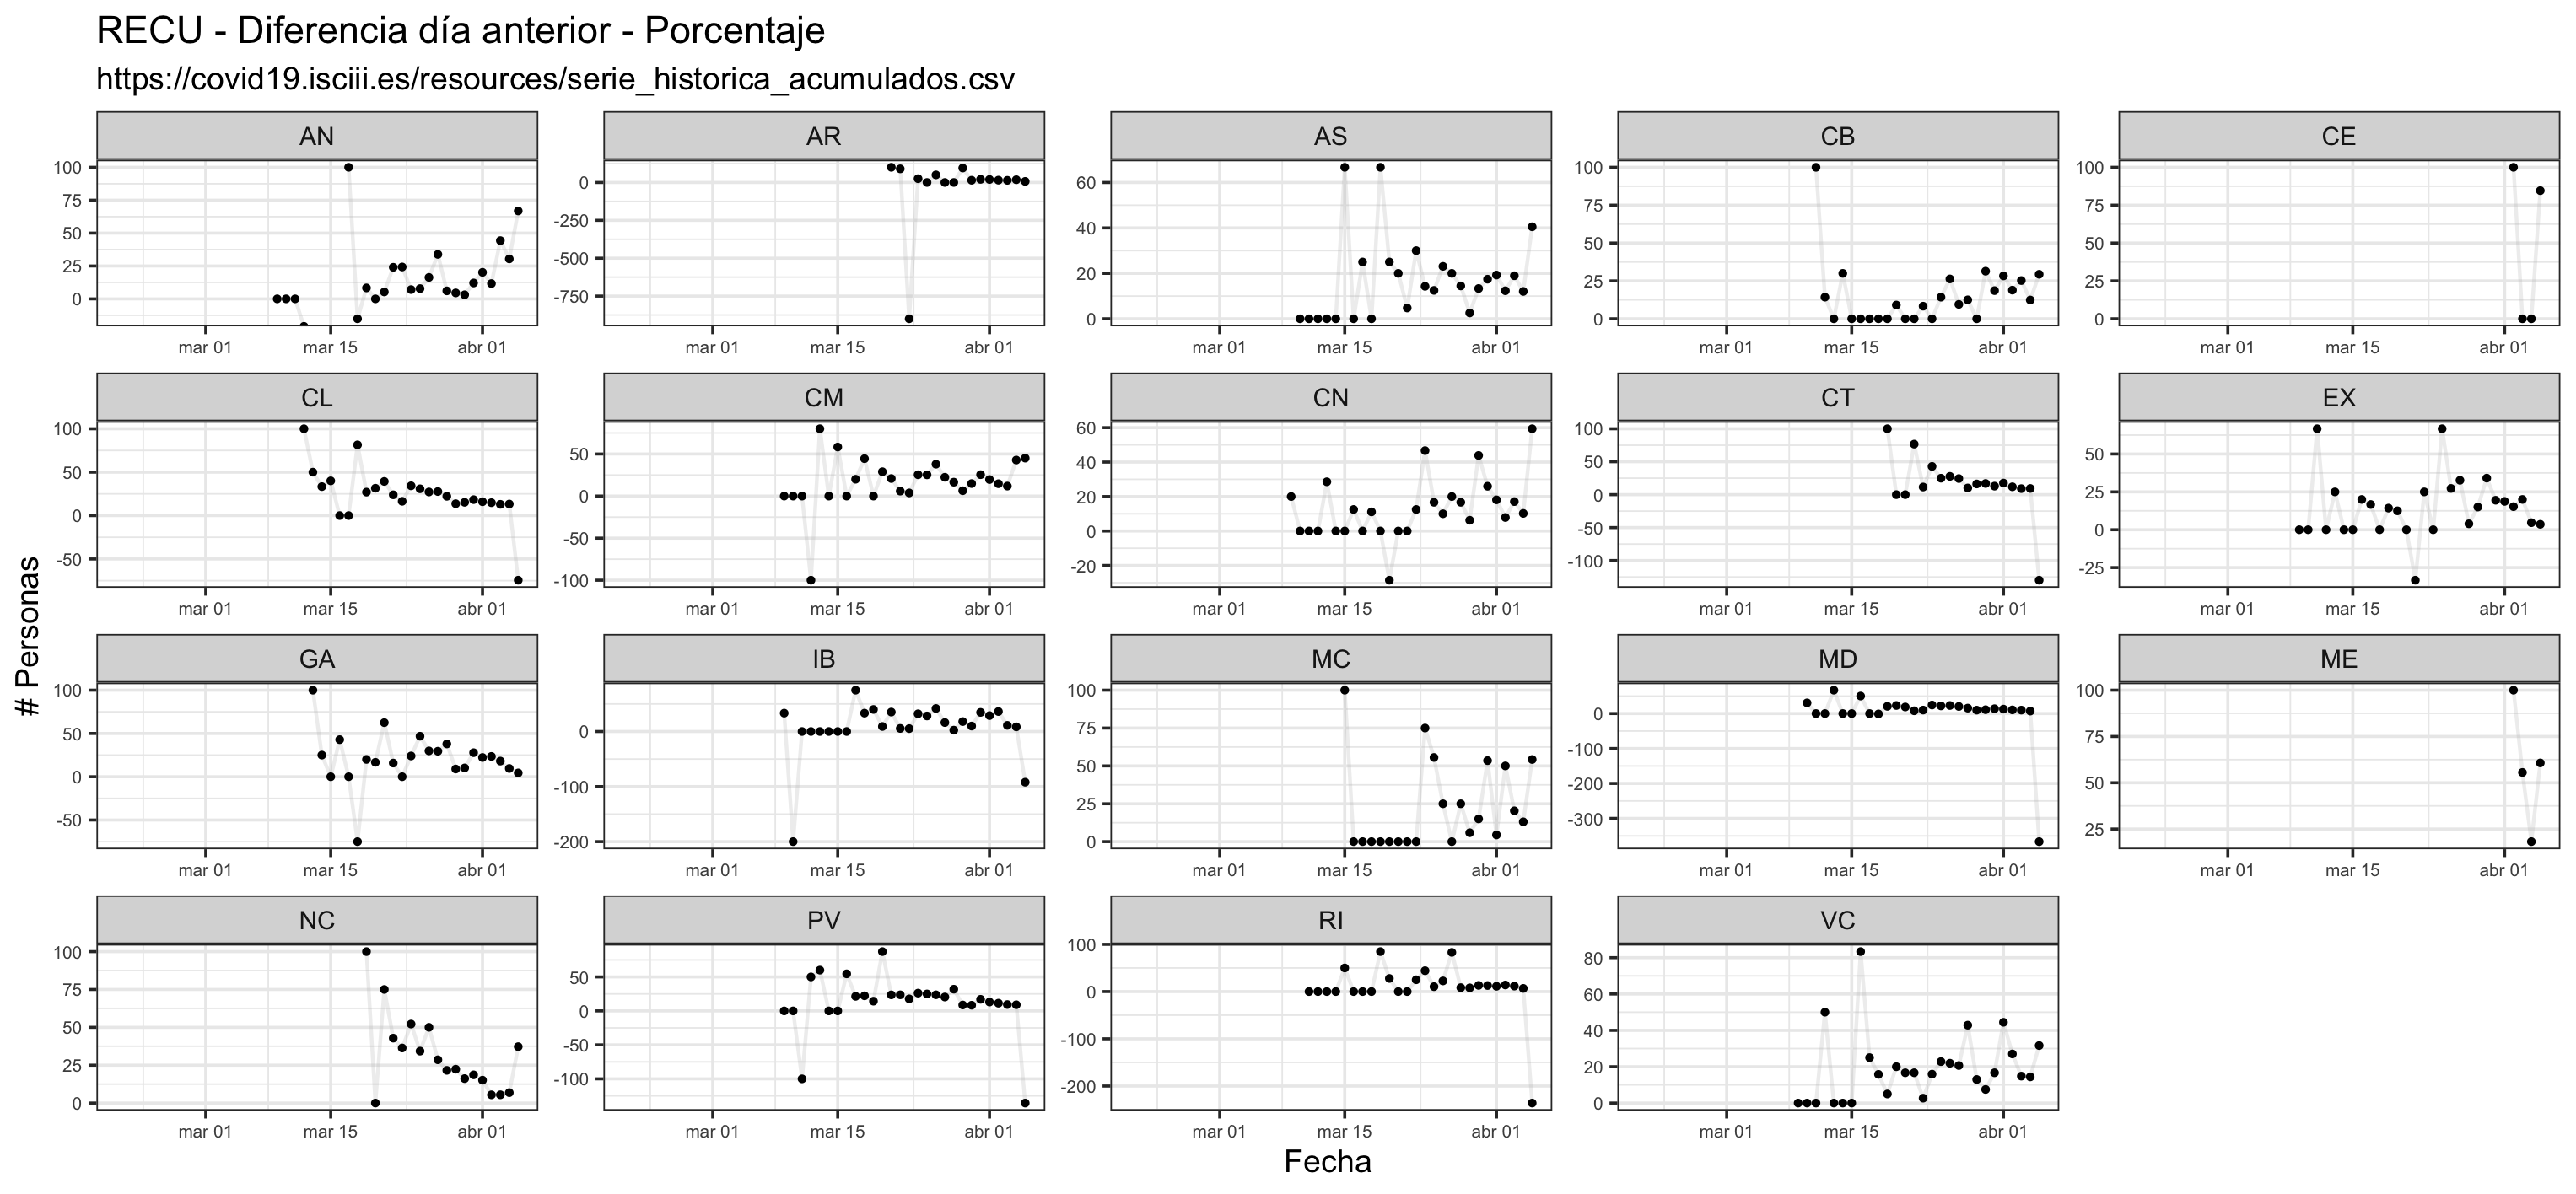 RECU - Diferencia día anterior - Porcentaje
https://covid19.isciii.es/resources/serie_historica_acumulados.csv
# Personas
AN
100
75
50
25
0
mar 01 mar 15 abr 01
AR
0
-250
-500
-750
mar 01 mar 15 abr 01
AS
60
40
20
0
mar 01 mar 15 abr 01
CB
100
75
50
25
0
mar 01 mar 15 abr 01
CE
100
75
50
25
0
mar 01 mar 15 abr 01
CL
100
50
0
-50
mar 01 mar 15 abr 01
CM
50
0
-50
-100
mar 01 mar 15 abr 01
CN
60
40
20
0
-20
mar 01 mar 15 abr 01
CT
100
50
0
-50
-100
mar 01 mar 15 abr 01
EX
50
25
0
-25
mar 01 mar 15 abr 01
GA
100
50
0
-50
mar 01 mar 15 abr 01
IB
0
-100
-200
mar 01 mar 15 abr 01
MC
100
75
50
25
0
mar 01 mar 15 abr 01
MD
0
-100
-200
-300
mar 01 mar 15 abr 01
ME
100
75
50
25
mar 01 mar 15 abr 01
NC
100
75
50
25
0
mar 01 mar 15 abr 01
PV
50
0
-50
-100
mar 01 mar 15 abr 01
RI
100
0
-100
-200
mar 01 mar 15 abr 01
VC
80
60
40
20
0
mar 01 mar 15 abr 01
Fecha